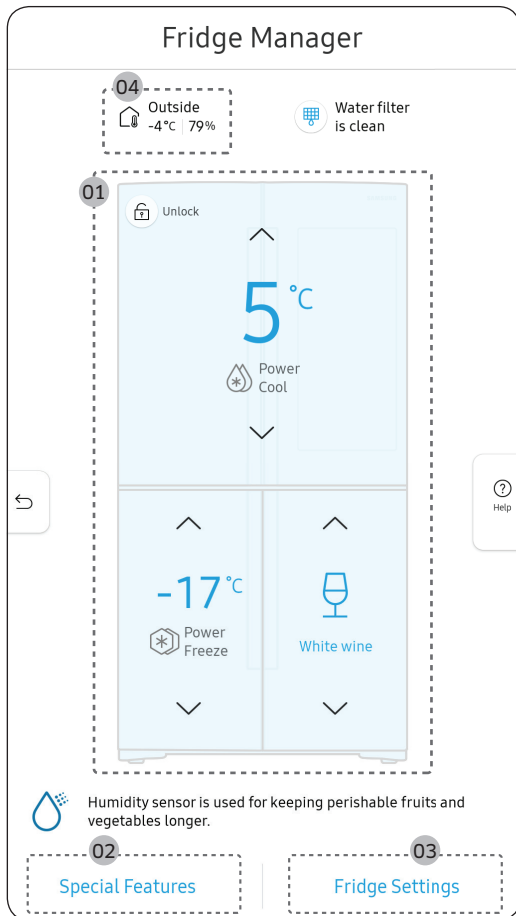 Fridge Manager
04
Outside
-4°C | 79%
Water filter
is clean
01
Unlock
5 °C
Power
Cool
-17 °C
Power
Freeze
White wine
Help
Humidity sensor is used for keeping perishable fruits and
vegetables longer.
02
Special Features
03
Fridge Settings